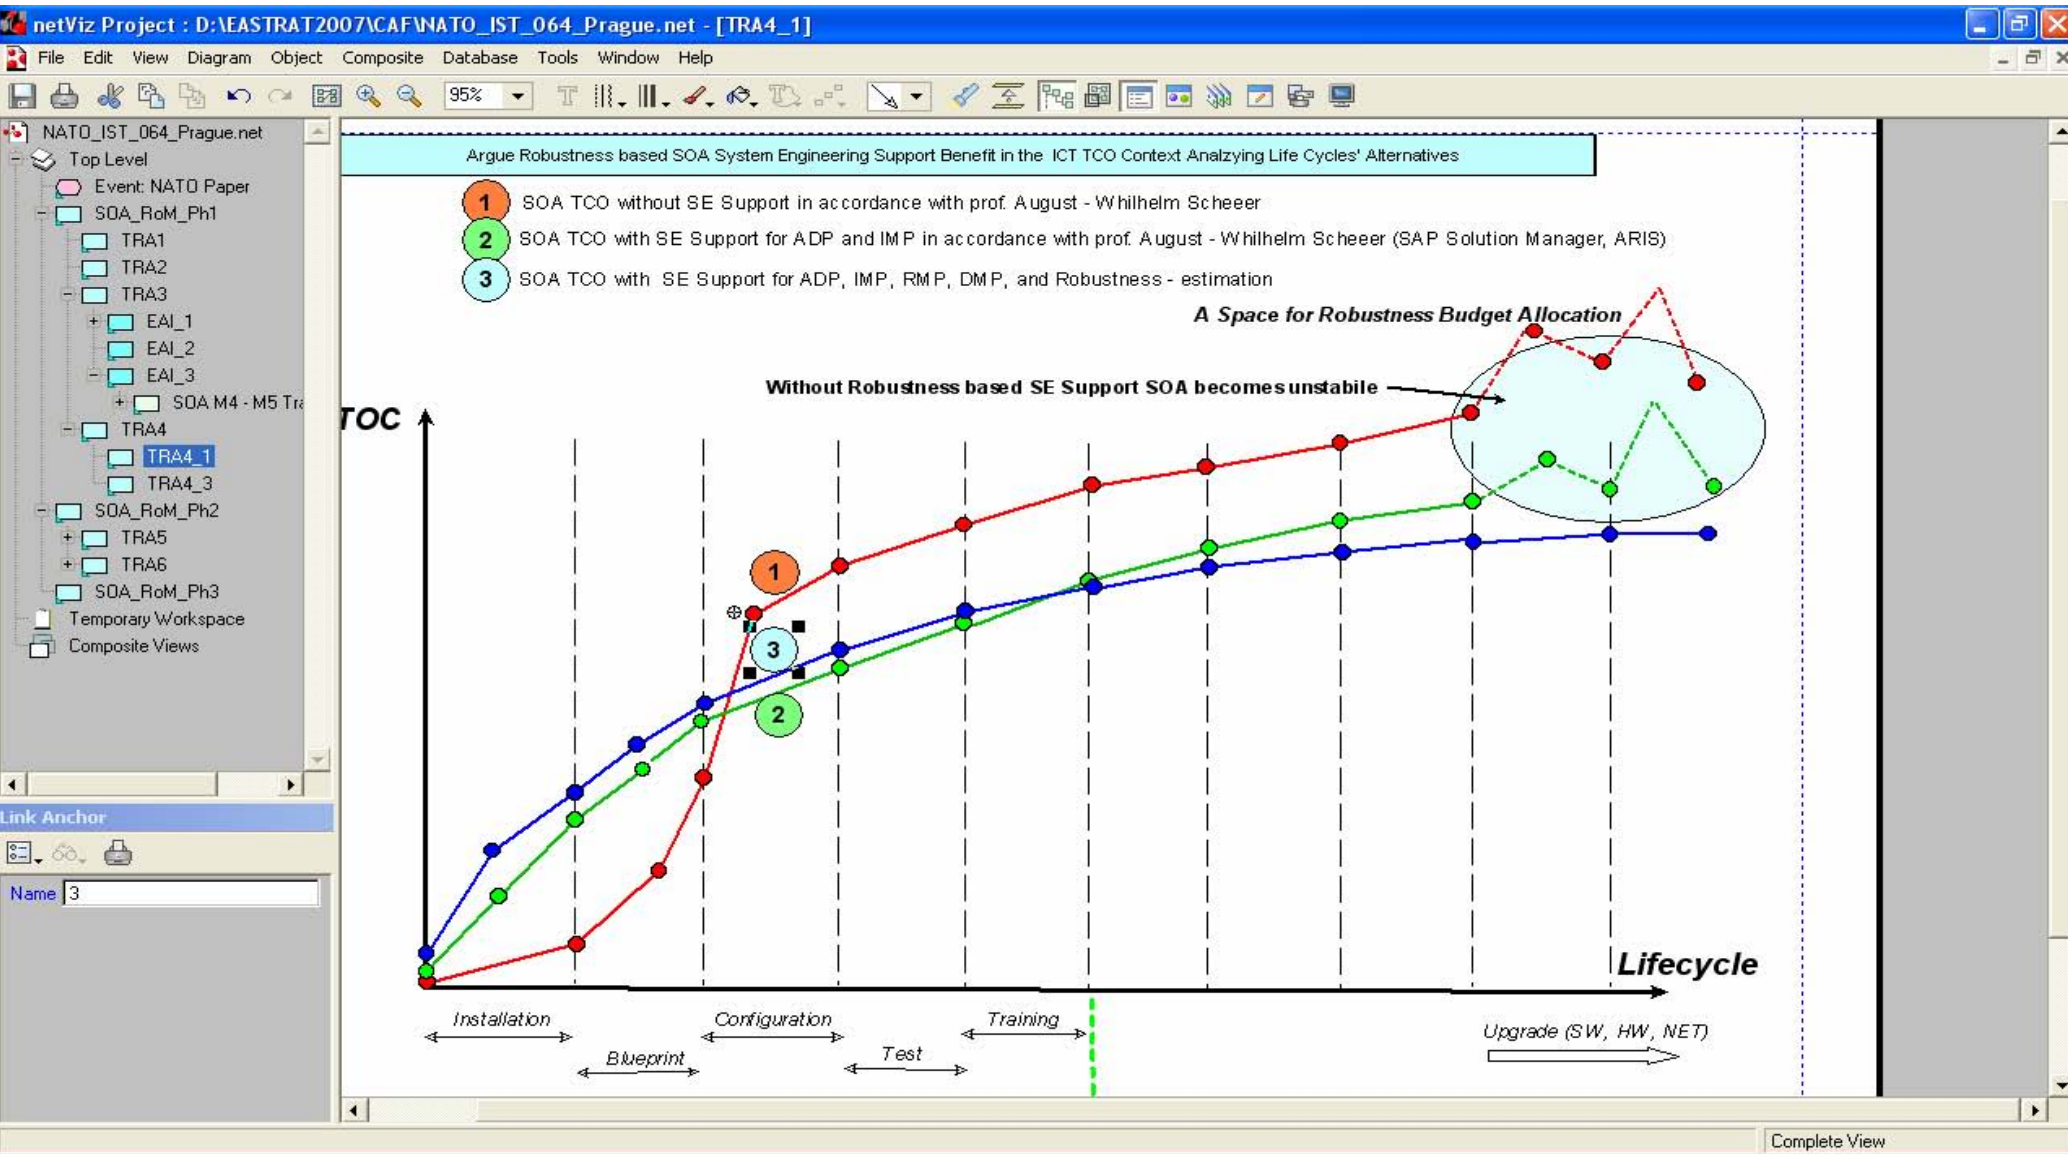 netViz Project : D:\EASTRAT2007\CAF\NATO_IST_064_Prague.net - [TRA4_1]
File Edit View Diagram Object Composite Database Tools Window Help
95%
NATO_IST_064_Prague.net
Top Level
Event: NATO Paper
SOA_RoM_Ph1
TRA1
TRA2
TRA3
EAI_1
EAI_2
EAI_3
SOA M4 - M5 Tra
TRA4
TRA4_1
TRA4_3
SOA_RoM_Ph2
TRA5
TRA6
SOA_RoM_Ph3
Temporary Workspace
Composite Views
Link Anchor
Name 3
Argue Robustness based SOA System Engineering Support Benefit in the ICT TCO Context Analzying Life Cycles' Alternatives
1 SOA TCO without SE Support in accordance with prof. August - Whilhelm Scheeer
2 SOA TCO with SE Support for ADP and IMP in accordance with prof. August - Whilhelm Scheeer (SAP Solution Manager, ARIS)
3 SOA TCO with SE Support for ADP, IMP, RMP, DMP, and Robustness - estimation
A Space for Robustness Budget Allocation
Without Robustness based SE Support SOA becomes unstabile
TOC
1
3
2
Lifecycle
Installation
Blueprint
Configuration
Test
Training
Upgrade (SW, HW, NET)
Complete View